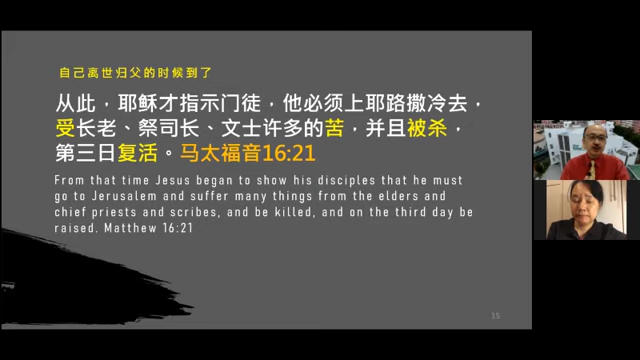 自己离世归父的时候到了
从此，耶稣才指示门徒，他必须上耶路撒冷去，
受长老、祭司长、文士许多的苦，并且被杀，
第三日复活。马太福音16:21
From that time Jesus began to show his disciples that he must
go to Jerusalem and suffer many things from the elders and
chief priests and scribes, and be killed, and on the third day be
raised. Matthew 16:21
15